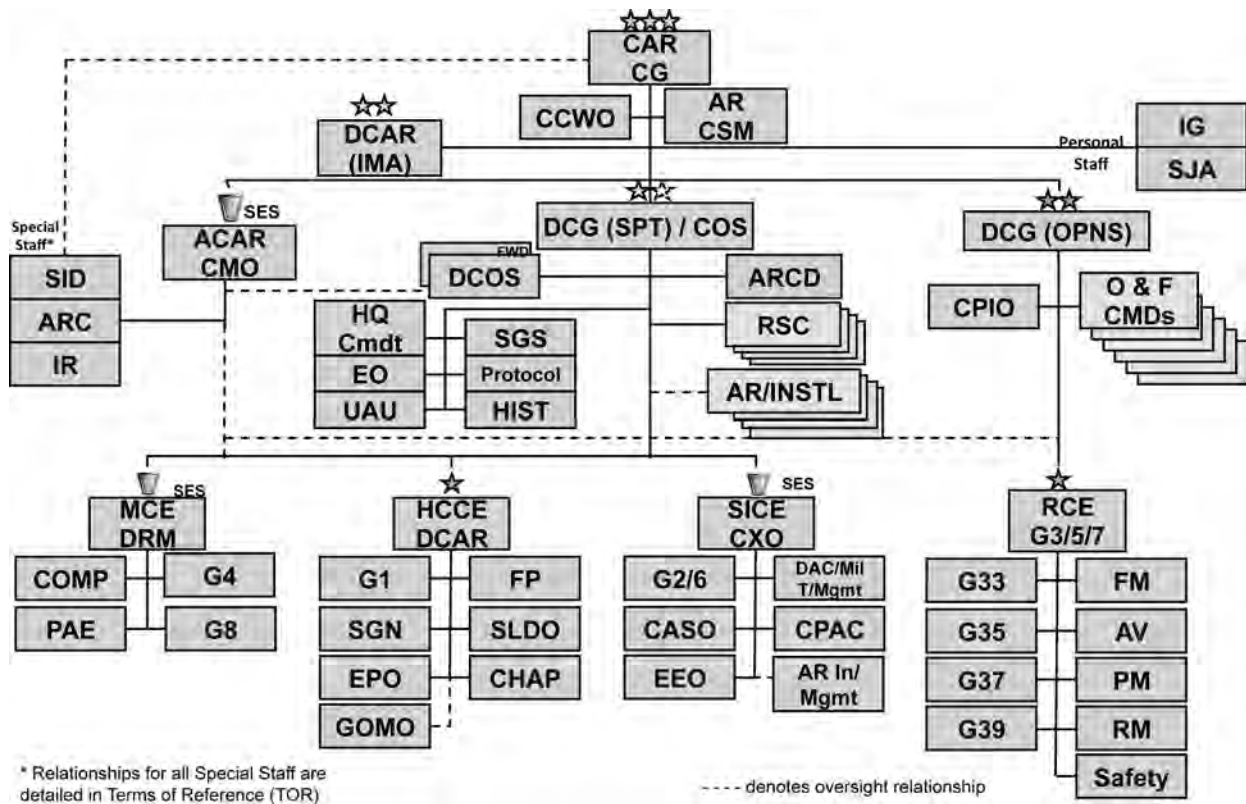 CAR
CG
CCWO
AR
CSM
DCAR
(IMA)
Personal
Staff
IG
SJA
SES
ACAR
CMO
DCG (SPT) / COS
DCG (OPNS)
Special
Staff*
SID
ARC
IR
FWD
DCOS
ARCD
CPIO
O & F
CMDs
HQ
Cmdt
SGS
RSC
EO
Protocol
UAU
HIST
AR/INSTL
SES
MCE
DRM
HCCE
DCAR
SES
SICE
CXO
RCE
G3/5/7
COMP
G4
PAE
G8
G1
FP
SGN
SLDO
EPO
CHAP
GOMO
G2/6
DAC/Mil
T/Mgmt
CASO
CPAC
EEO
AR In/
Mgmt
G33
FM
G35
AV
G37
PM
G39
RM
Safety
* Relationships for all Special Staff are
detailed in Terms of Reference (TOR)
----- denotes oversight relationship